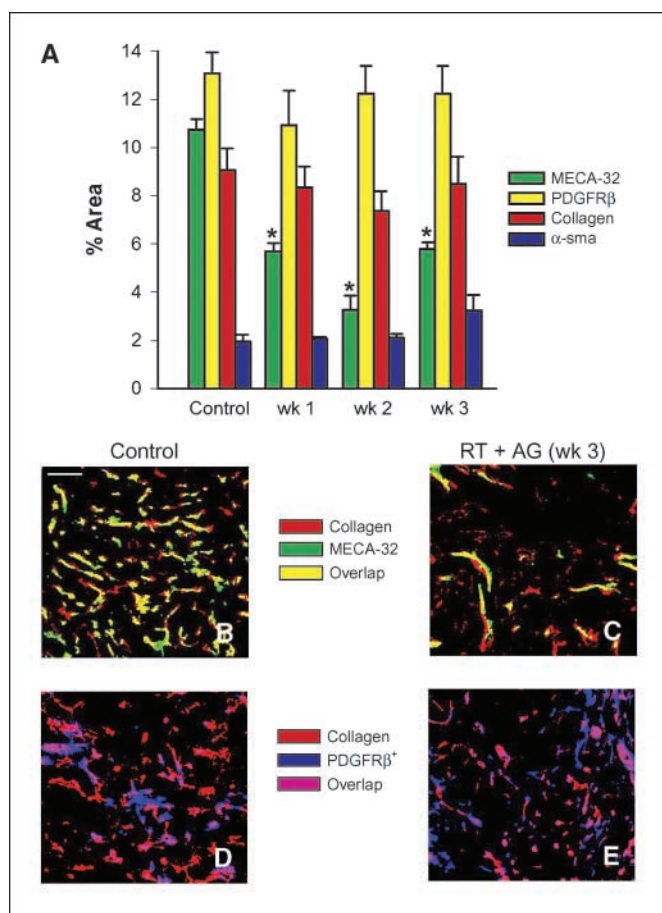 A
14
12
10
8
6
4
2
0
% Area
*
*
*
Control
wk 1
wk 2
wk 3
MECA-32
PDGFRβ
Collagen
α-sma
Control
RT + AG (wk 3)
Collagen
MECA-32
Overlap
B
C
Collagen
PDGFRβ⁺
Overlap
D
E